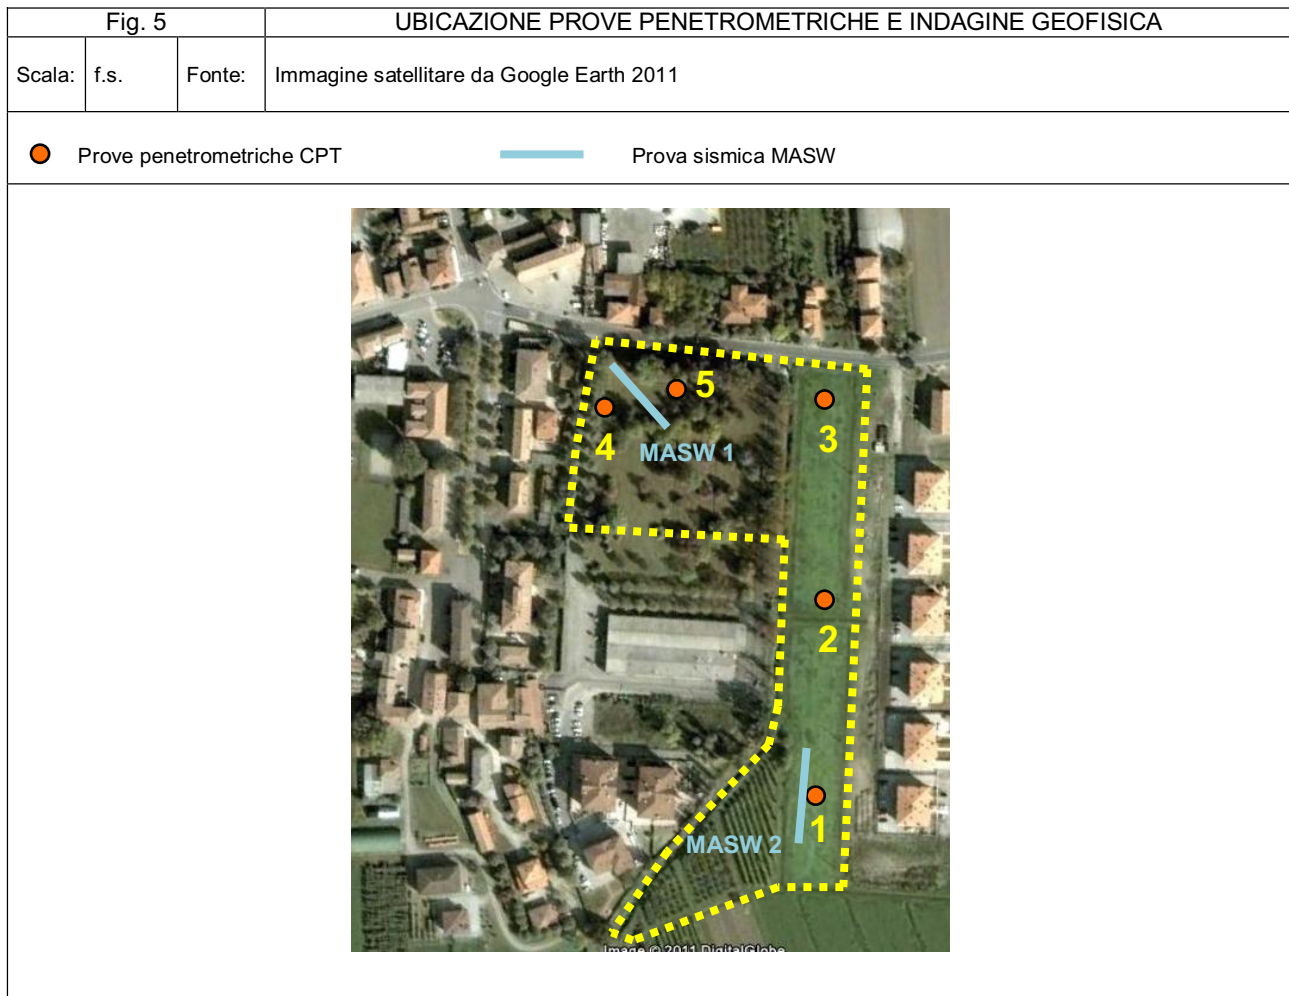 Fig. 5
UBICAZIONE PROVE PENETROMETRICHE E INDAGINE GEOFISICA
Scala:
f.s.
Fonte:
Immagine satellitare da Google Earth 2011
Prove penetrometriche CPT
Prova sismica MASW
5
4
3
MASW 1
2
1
MASW 2
Image © 2011 DigitalGlobe